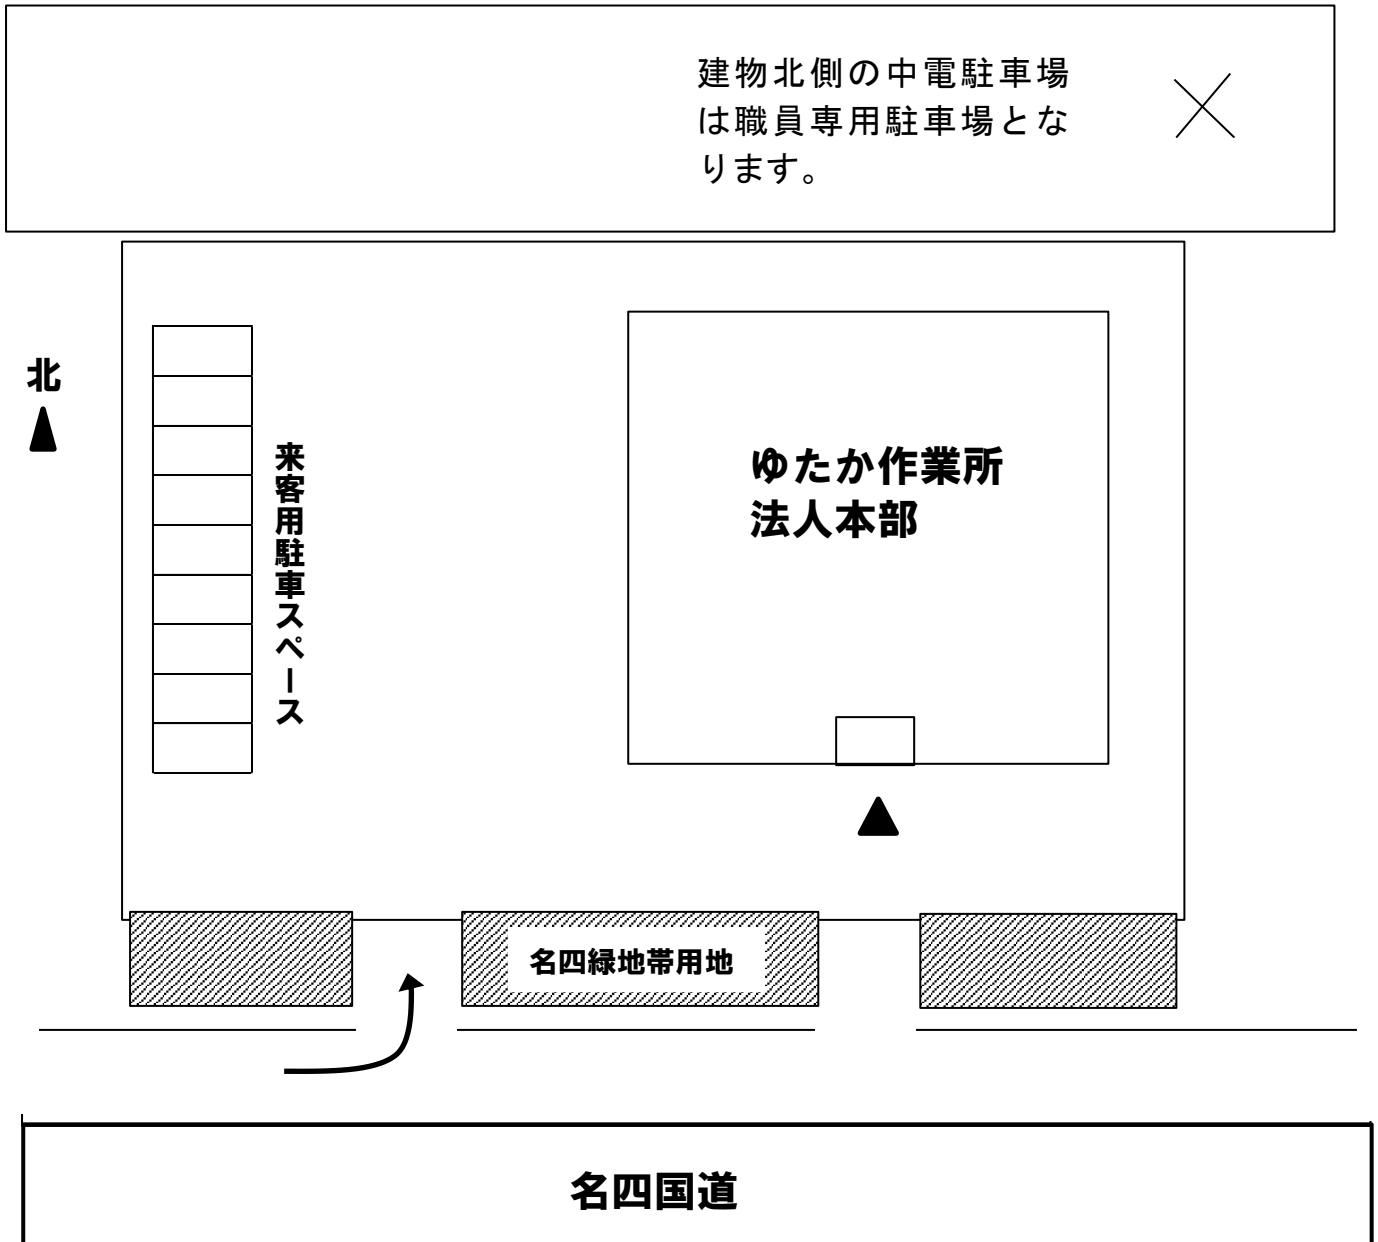 建物北側の中電駐車場
は職員専用駐車場とな
ります。
北
来客用駐車スペース
ゆたか作業所
法人本部
名四緑地帯用地
名四国道